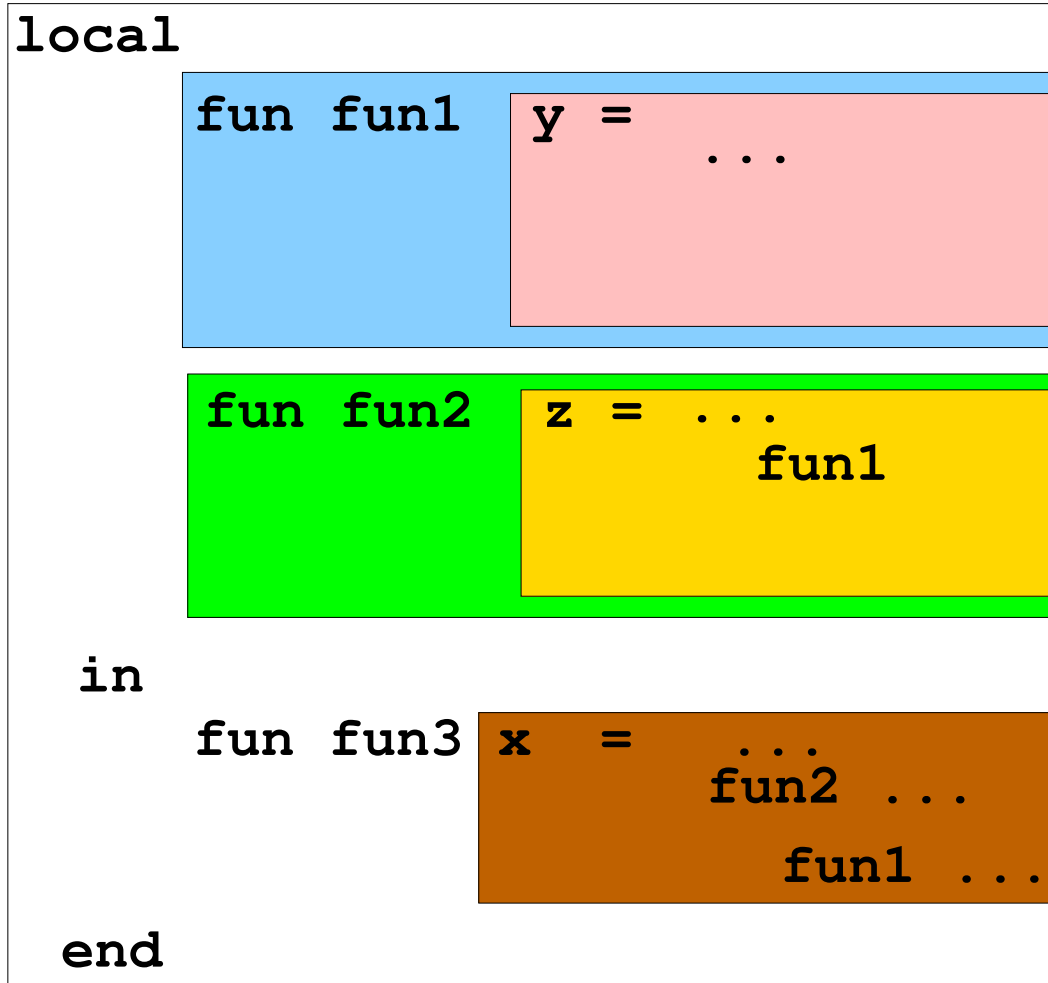 local
fun fun1 y =
...
fun fun2 z = ...
fun1
in
fun fun3 x = ...
fun2 ...
fun1 ...
end